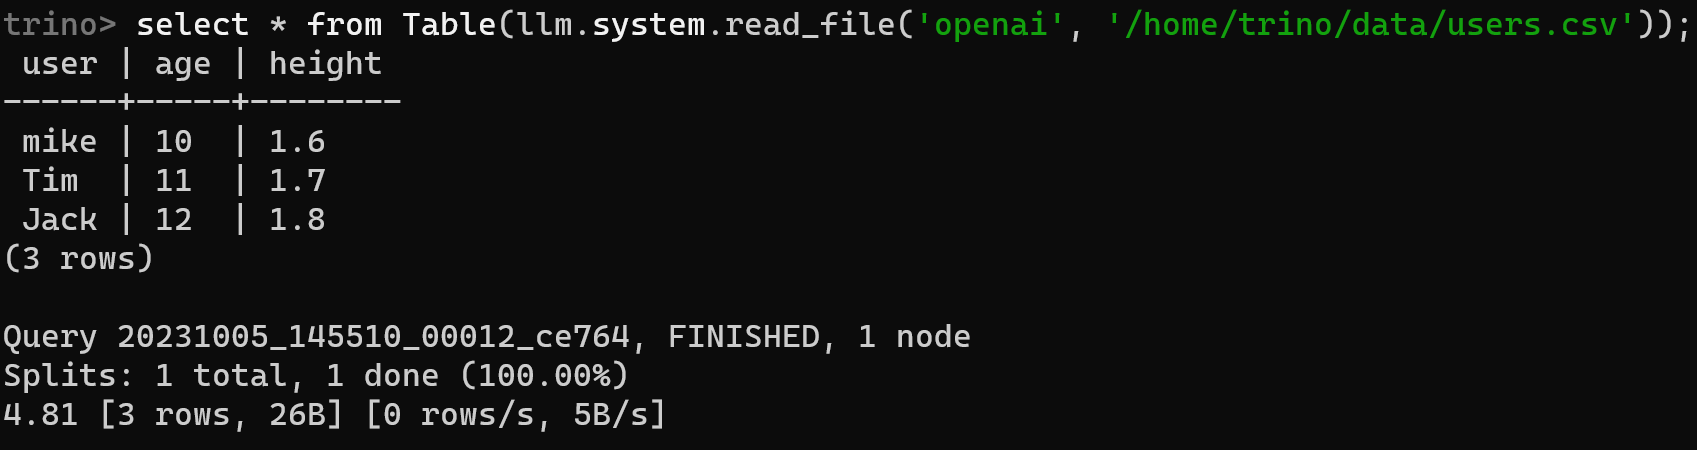 trino> select * from Table(llm.system.read_file('openai', '/home/trino/data/users.csv'));
 user | age | height
------+-----+--------
 mike | 10  | 1.6
 Tim  | 11  | 1.7
 Jack | 12  | 1.8
(3 rows)

Query 20231005_145510_00012_ce764, FINISHED, 1 node
Splits: 1 total, 1 done (100.00%)
4.81 [3 rows, 26B] [0 rows/s, 5B/s]